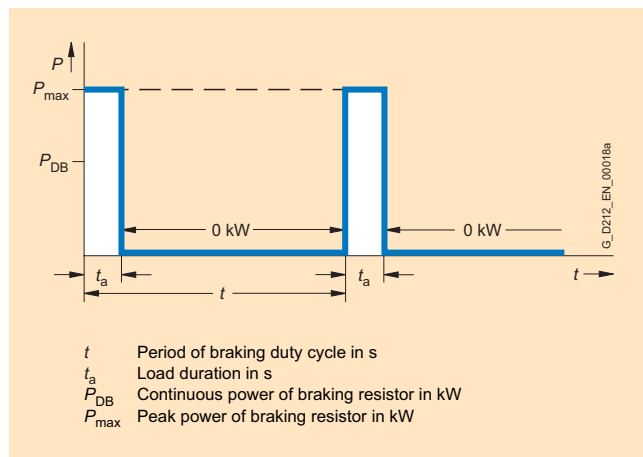 P
Pmax
PDB
0 kW
0 kW
ta
ta
t
t
G_D212_EN_00018a
t Period of braking duty cycle in s
ta Load duration in s
PDB Continuous power of braking resistor in kW
Pmax Peak power of braking resistor in kW